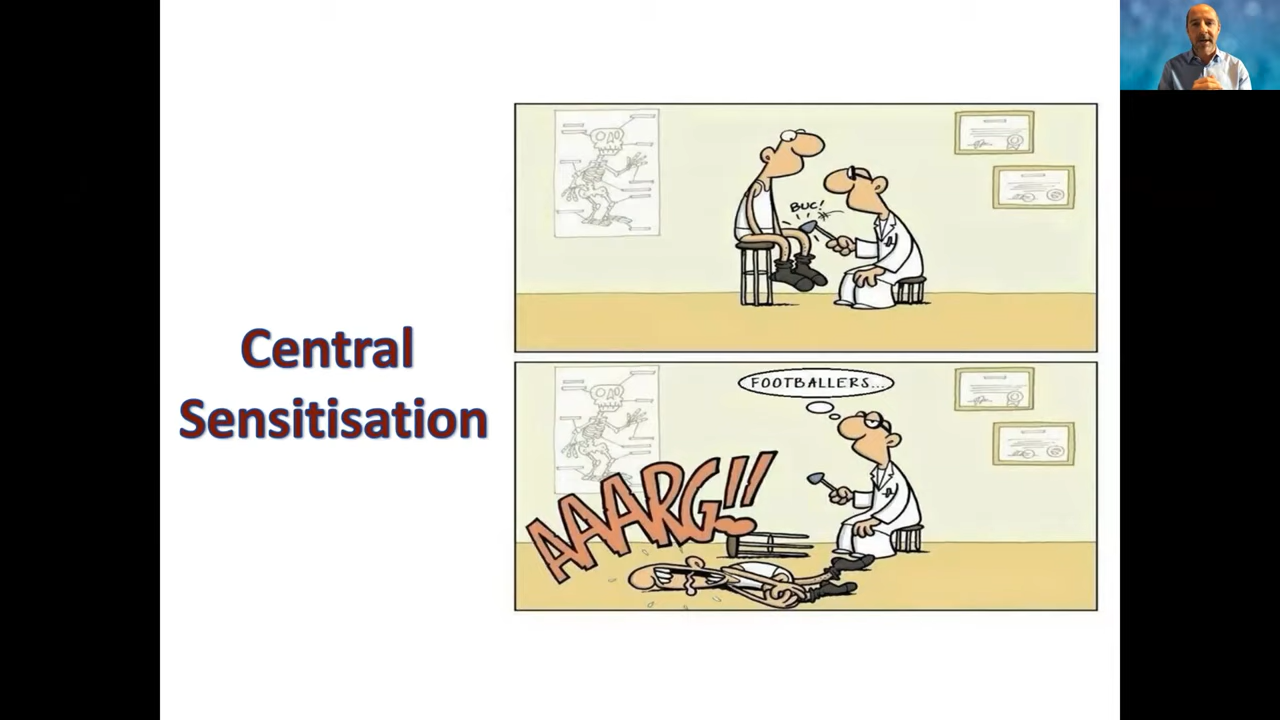 Central
Sensitisation
BUC!
FOOTBALLERS...
AAARG!!